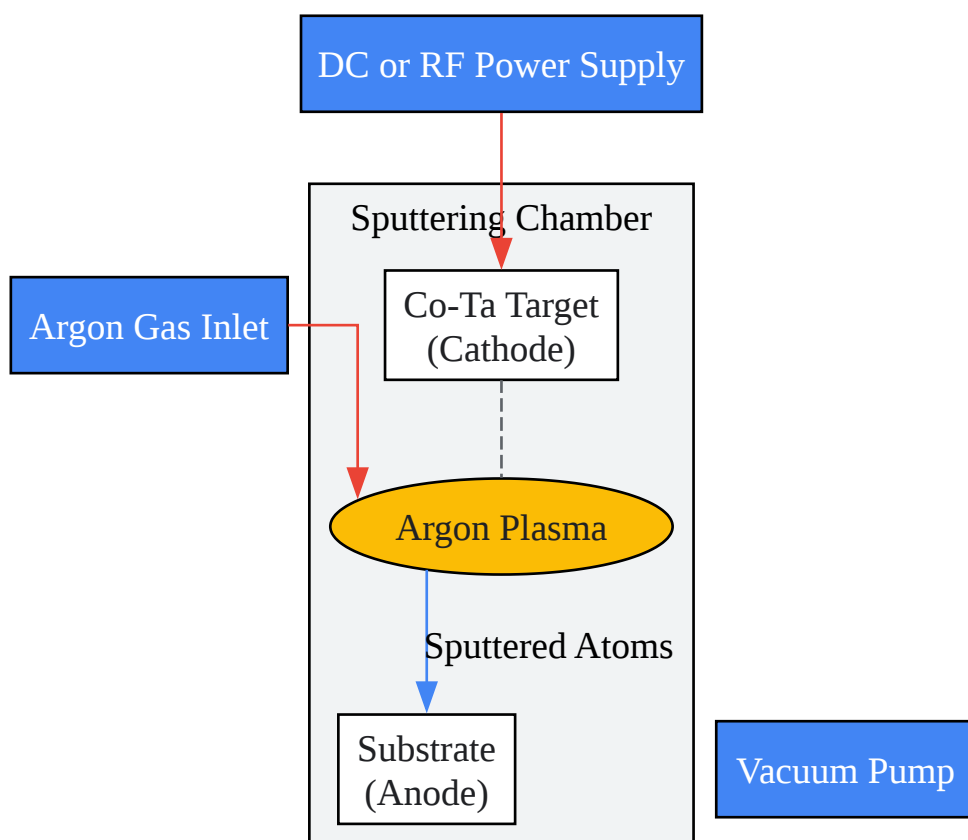 DC or RF Power Supply
Sputtering Chamber
Co-Ta Target
(Cathode)
Argon Gas Inlet
Argon Plasma
Sputtered Atoms
Substrate
(Anode)
Vacuum Pump